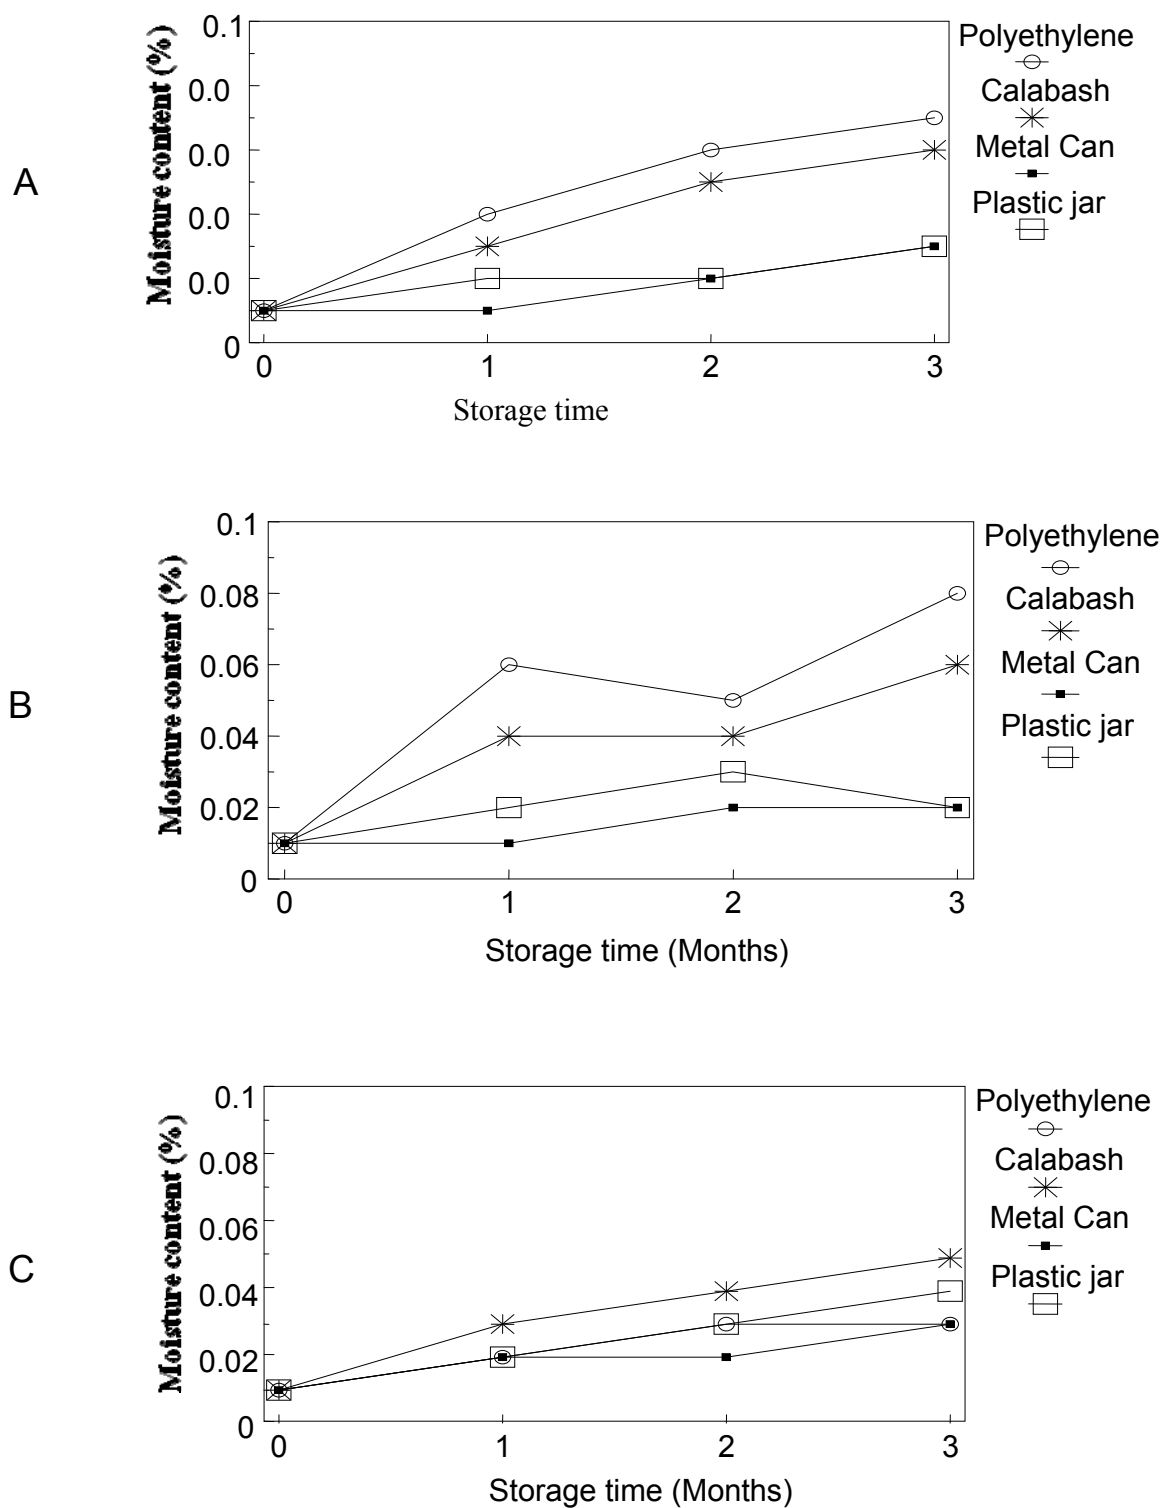 A
Moisture content (%)
0.1
0.0
0.0
0.0
0.0
0
0
1
2
3
Storage time
Polyethylene
Calabash
Metal Can
Plastic jar
B
Moisture content (%)
0.1
0.08
0.06
0.04
0.02
0
0
1
2
3
Storage time (Months)
Polyethylene
Calabash
Metal Can
Plastic jar
C
Moisture content (%)
0.1
0.08
0.06
0.04
0.02
0
0
1
2
3
Storage time (Months)
Polyethylene
Calabash
Metal Can
Plastic jar